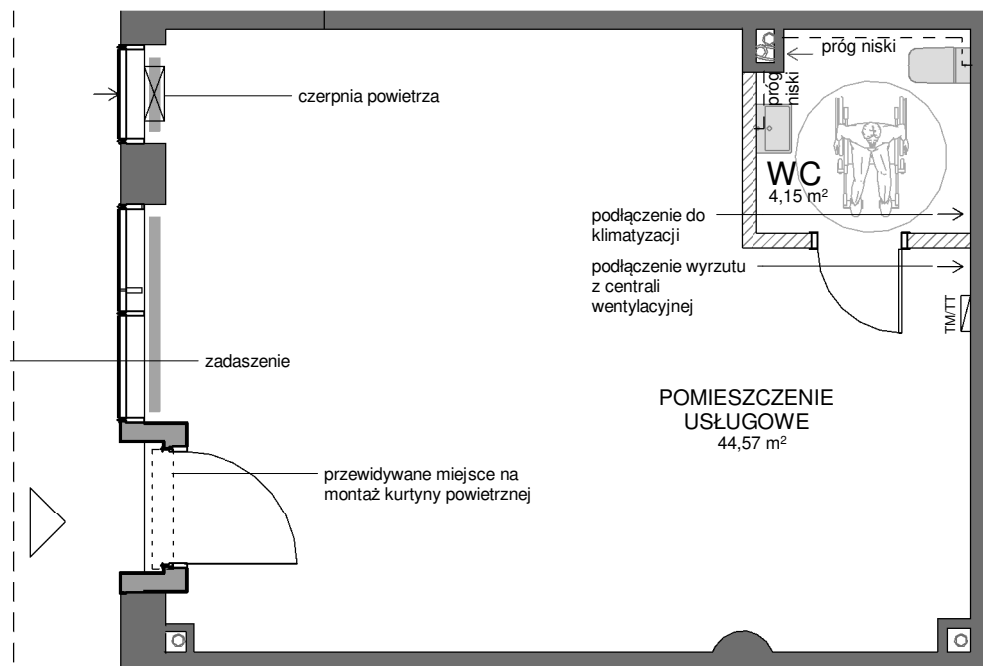 próg niski
próg
niski
czerpnia powietrza
WC
4,15 m²
podłączenie do
klimatyzacji
podłączenie wyrzutu
z centrali
wentylacyjnej
TM/TT
zadaszenie
POMIESZCZENIE
USŁUGOWE
44,57 m²
przewidywane miejsce na
montaż kurtyny powietrznej